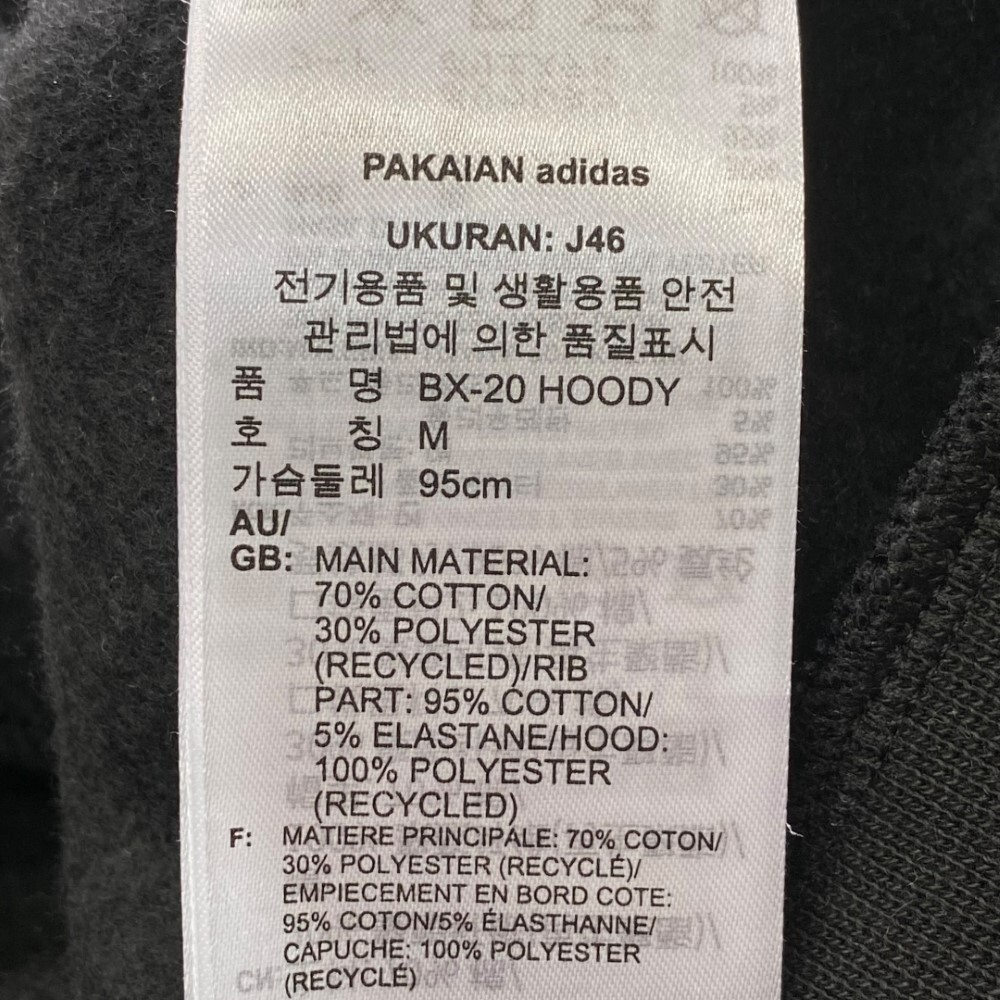 PAKAIAN adidas
UKURAN: J46
전기용품 및 생활용품 안전
관리법에 의한 품질표시
품 명 BX-20 HOODY
호 칭 M
가슴둘레 95cm
AU/
GB: MAIN MATERIAL:
70% COTTON/
30% POLYESTER
(RECYCLED)/RIB
PART: 95% COTTON/
5% ELASTANE/HOOD:
100% POLYESTER
(RECYCLED)
F: MATIERE PRINCIPALE: 70% COTON/
30% POLYESTER (RECYCLÉ)/
EMPIECEMENT EN BORD COTE:
95% COTON/5% ÉLASTHANNE/
CAPUCHE: 100% POLYESTER
(RECYCLÉ)